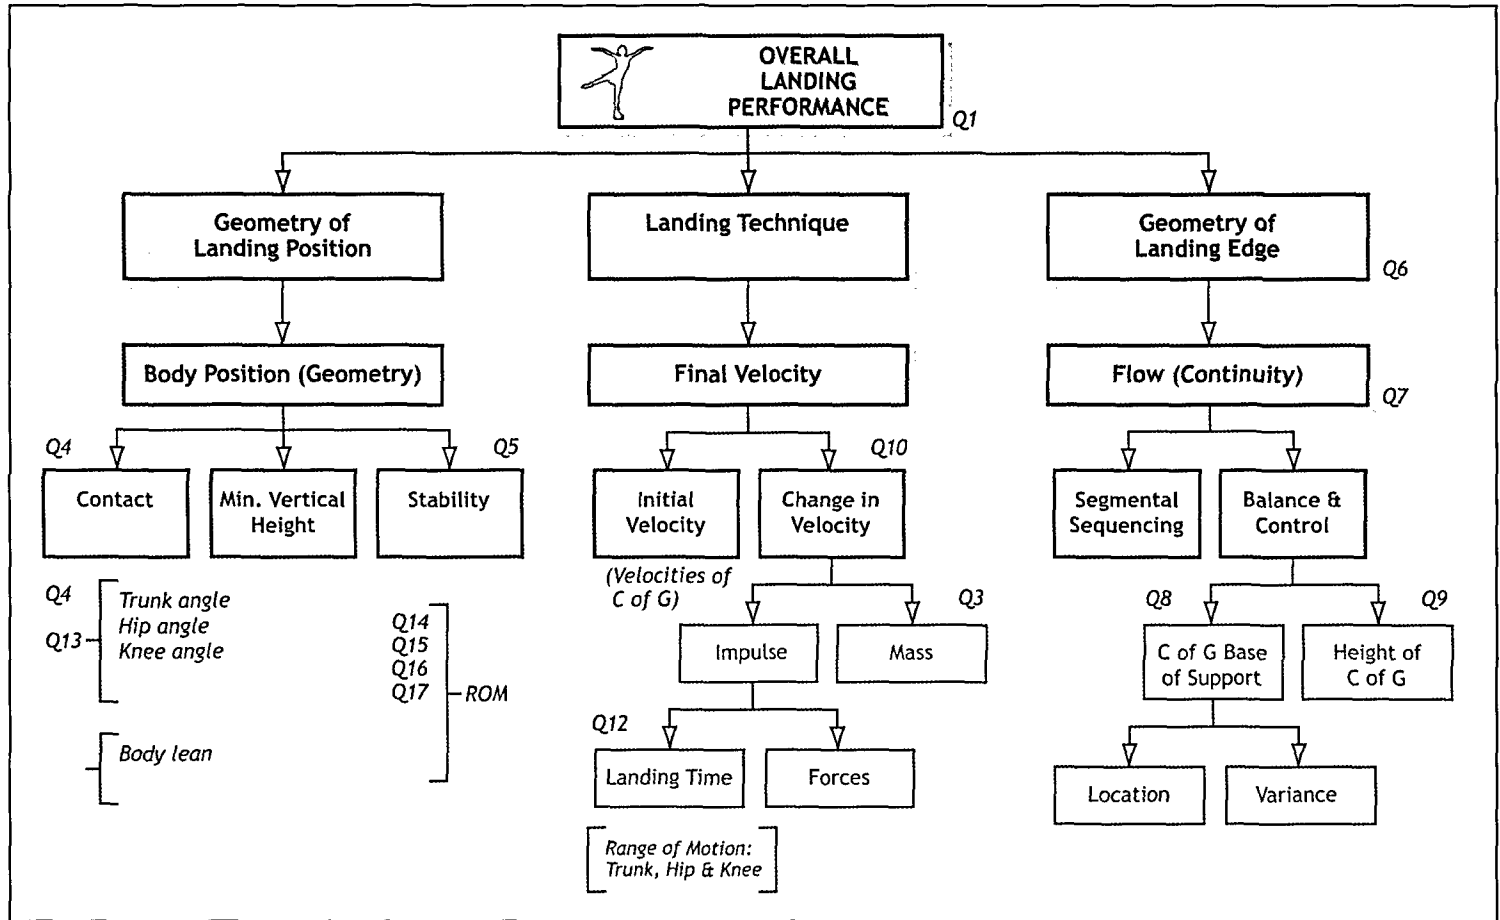 OVERALL
LANDING
PERFORMANCE
Q1
Geometry of
Landing Position
Landing Technique
Geometry of
Landing Edge
Q6
Body Position (Geometry)
Final Velocity
Flow (Continuity)
Q7
Q4
Q5
Q10
Contact
Min. Vertical
Height
Stability
Initial
Velocity
Change in
Velocity
Segmental
Sequencing
Balance &
Control
(Velocities of
C of G)
Q4
Q13
Trunk angle
Hip angle
Knee angle
Q14
Q15
Q16
Q17
ROM
Body lean
Q3
Impulse
Mass
Q8
Q9
C of G Base
of Support
Height of
C of G
Q12
Landing Time
Forces
Location
Variance
Range of Motion:
Trunk, Hip & Knee